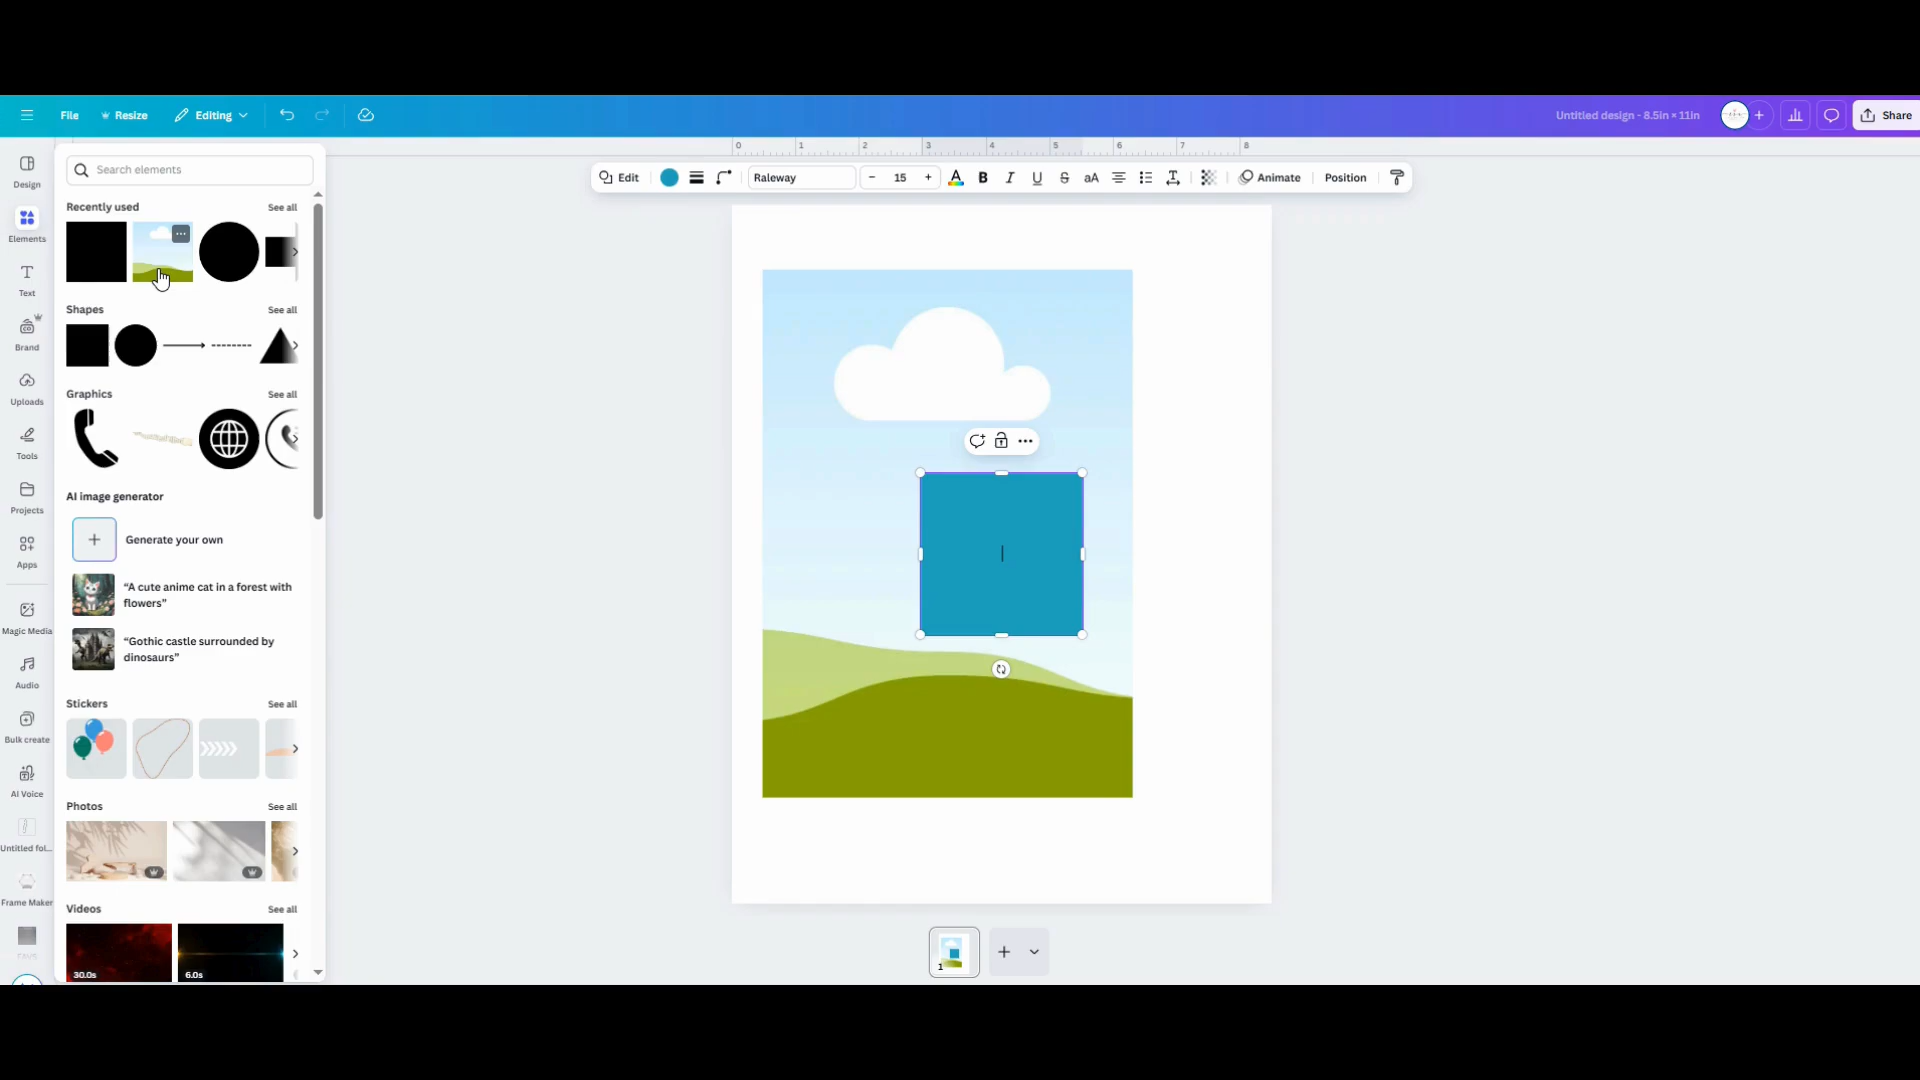 File
Resize
Editing
Untitled design - 8.5in × 11in
Share
Design
Elements
Text
Brand
Uploads
Tools
Projects
Apps
Magic Media
Audio
Bulk create
AI Voice
Untitled fol...
Frame Maker
Search elements
Recently used
See all
Shapes
See all
Graphics
See all
AI image generator
Generate your own
“A cute anime cat in a forest with
flowers”
“Gothic castle surrounded by
dinosaurs”
Stickers
See all
Photos
See all
Videos
See all
30.0s
6.0s
0 1 2 3 4 5 6 7 8
Edit
Raleway
15
A
B
I
U
S
aA
Animate
Position
1